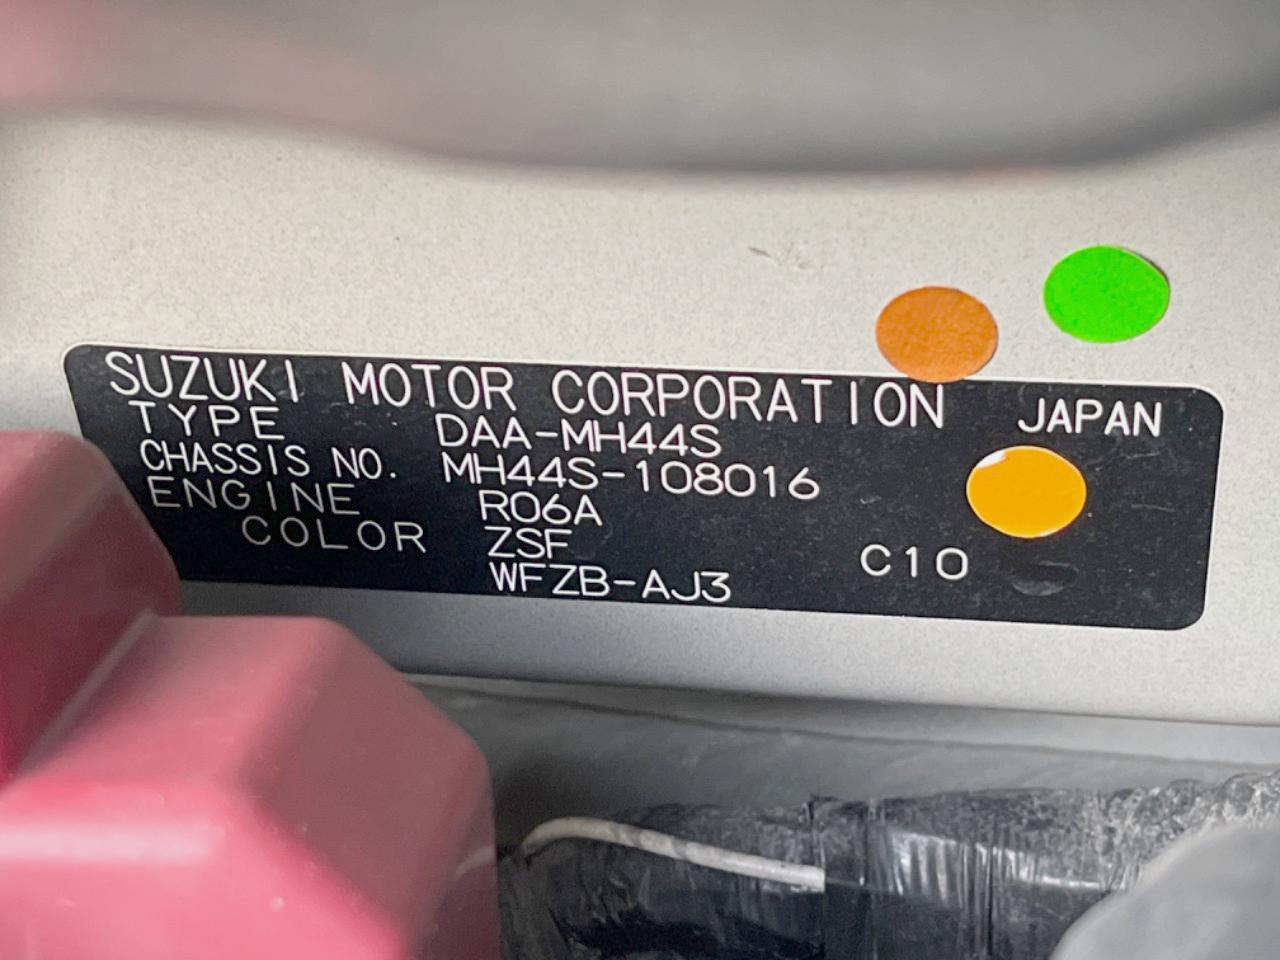 SUZUKI MOTOR CORPORATION JAPAN
TYPE DAA-MH44S
CHASSIS NO. MH44S-108016
ENGINE R06A
COLOR ZSF C10
WFZB-AJ3